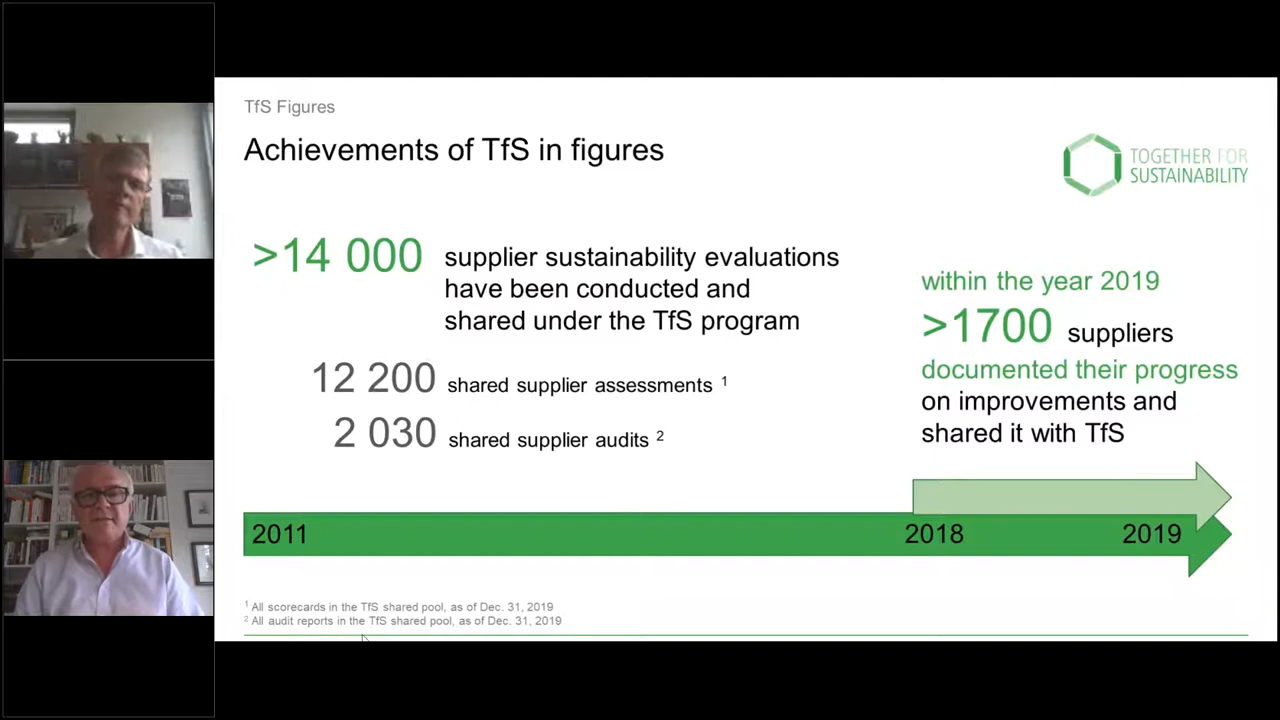 TfS Figures
Achievements of TfS in figures
TOGETHER FOR
SUSTAINABILITY
>14 000 supplier sustainability evaluations
have been conducted and
shared under the TfS program
12 200 shared supplier assessments 1
2 030 shared supplier audits 2
within the year 2019
>1700 suppliers
documented their progress
on improvements and
shared it with TfS
2011 2018 2019
1 All scorecards in the TfS shared pool, as of Dec. 31, 2019
2 All audit reports in the TfS shared pool, as of Dec. 31, 2019